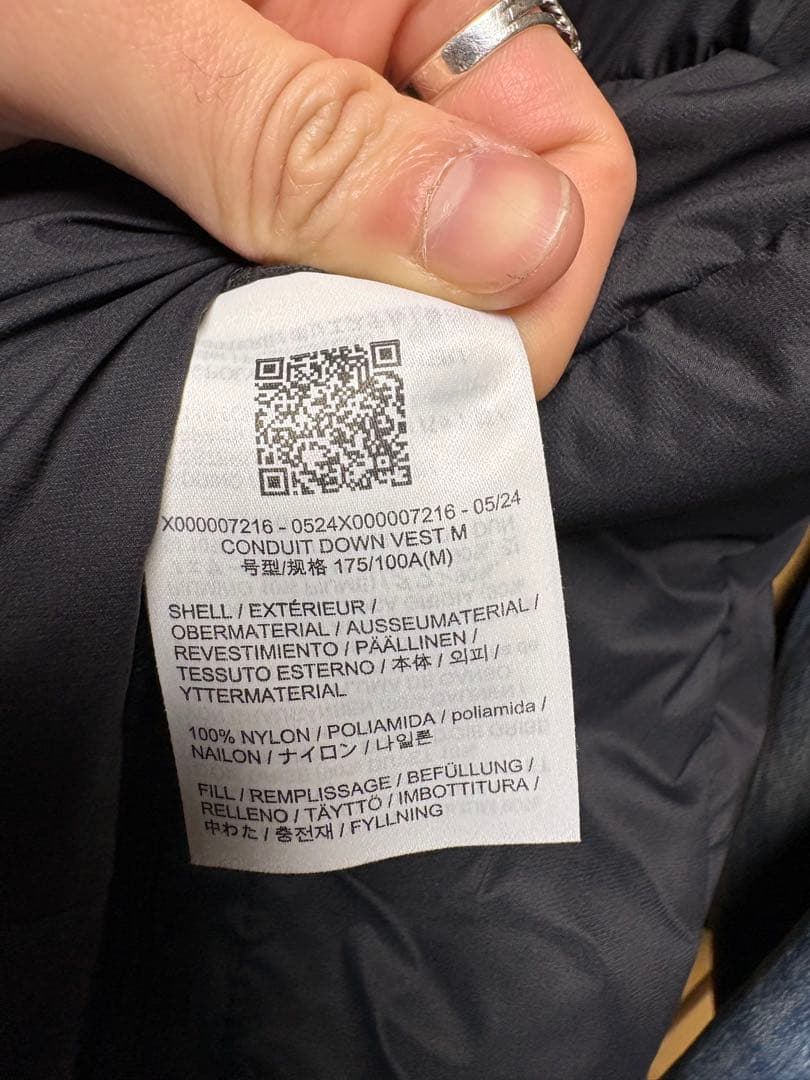 X000007216 - 0524X000007216 - 05/24
CONDUIT DOWN VEST M
号型/规格 175/100A(M)
SHELL / EXTÉRIEUR /
OBERMATERIAL / AUSSEUMATERIAL /
REVESTIMIENTO / PÄÄLLINEN /
TESSUTO ESTERNO / 本体 / 외피 /
YTTERMATERIAL
100% NYLON / POLIAMIDA / poliamida /
NAILON / ナイロン / 나일론
FILL / REMPLISSAGE / BEFÜLLUNG /
RELLENO / TÄYTTÖ / IMBOTTITURA /
中わた / 충전재 / FYLLNING